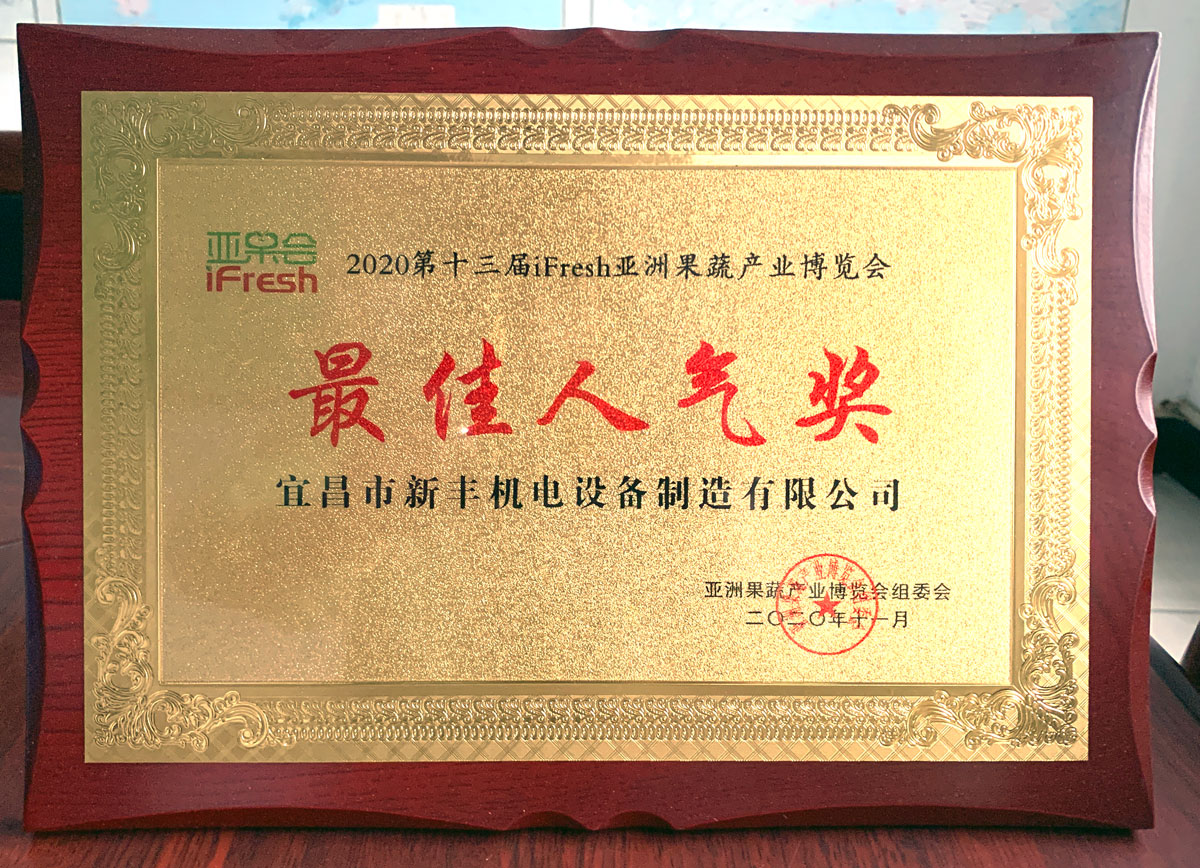 亚果会
iFresh
2020第十三届iFresh亚洲果蔬产业博览会
最佳人气奖
宜昌市新丰机电设备制造有限公司
亚洲果蔬产业博览会组委会
二〇二〇年十一月